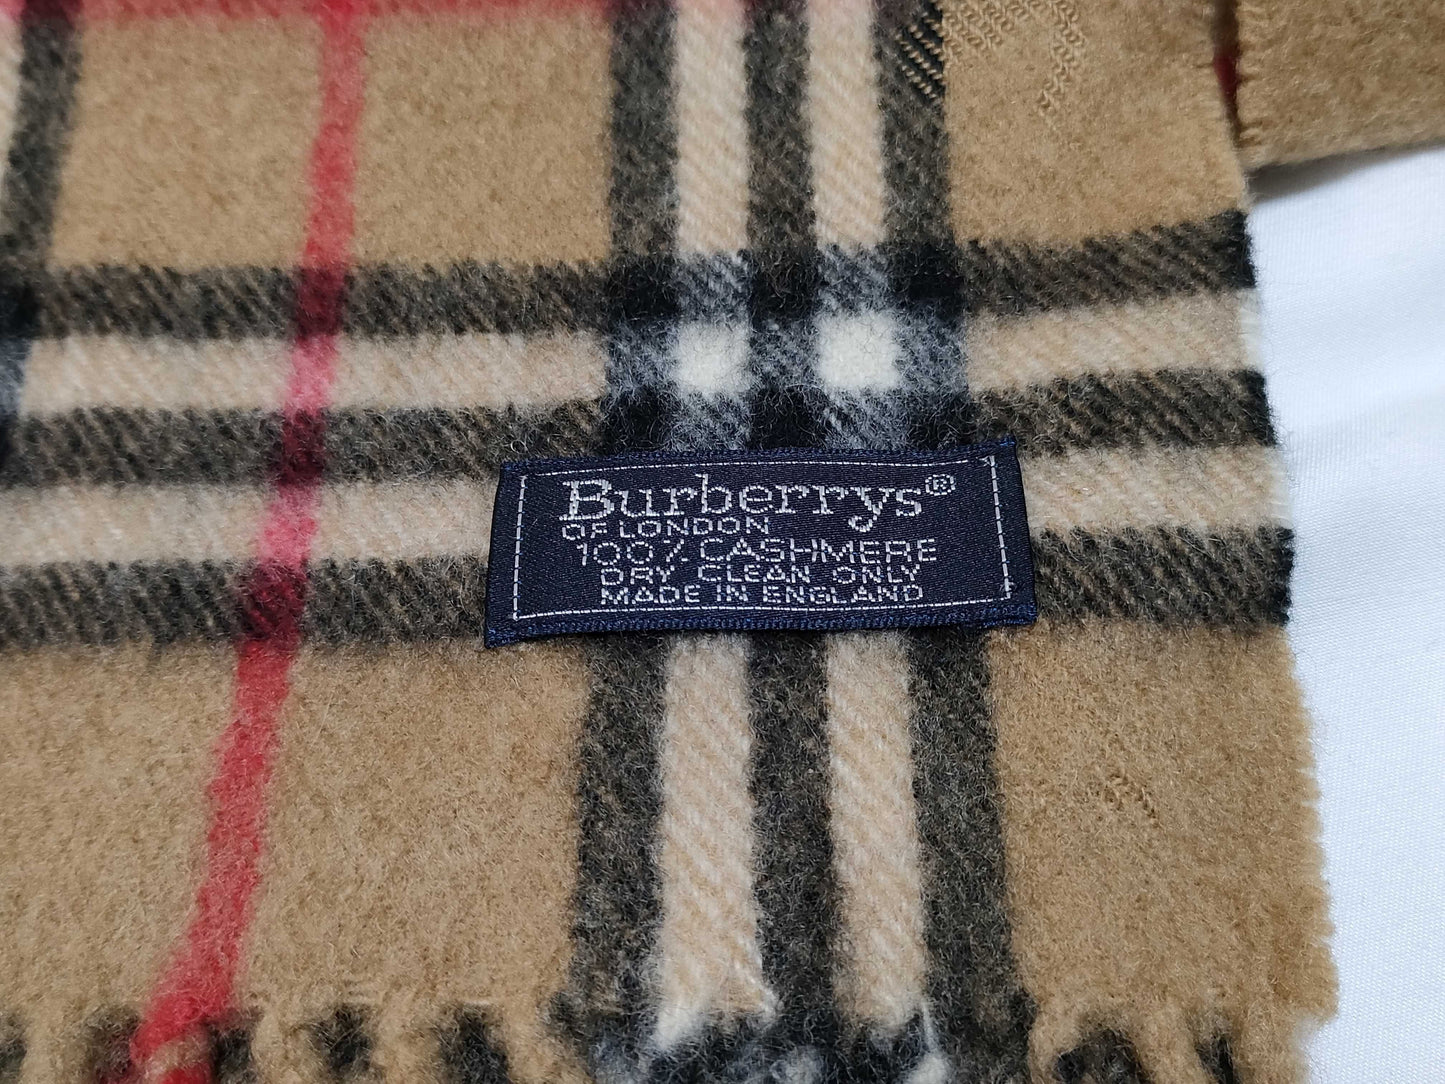 Burberrys®
OF LONDON
100% CASHMERE
DRY CLEAN ONLY
MADE IN ENGLAND